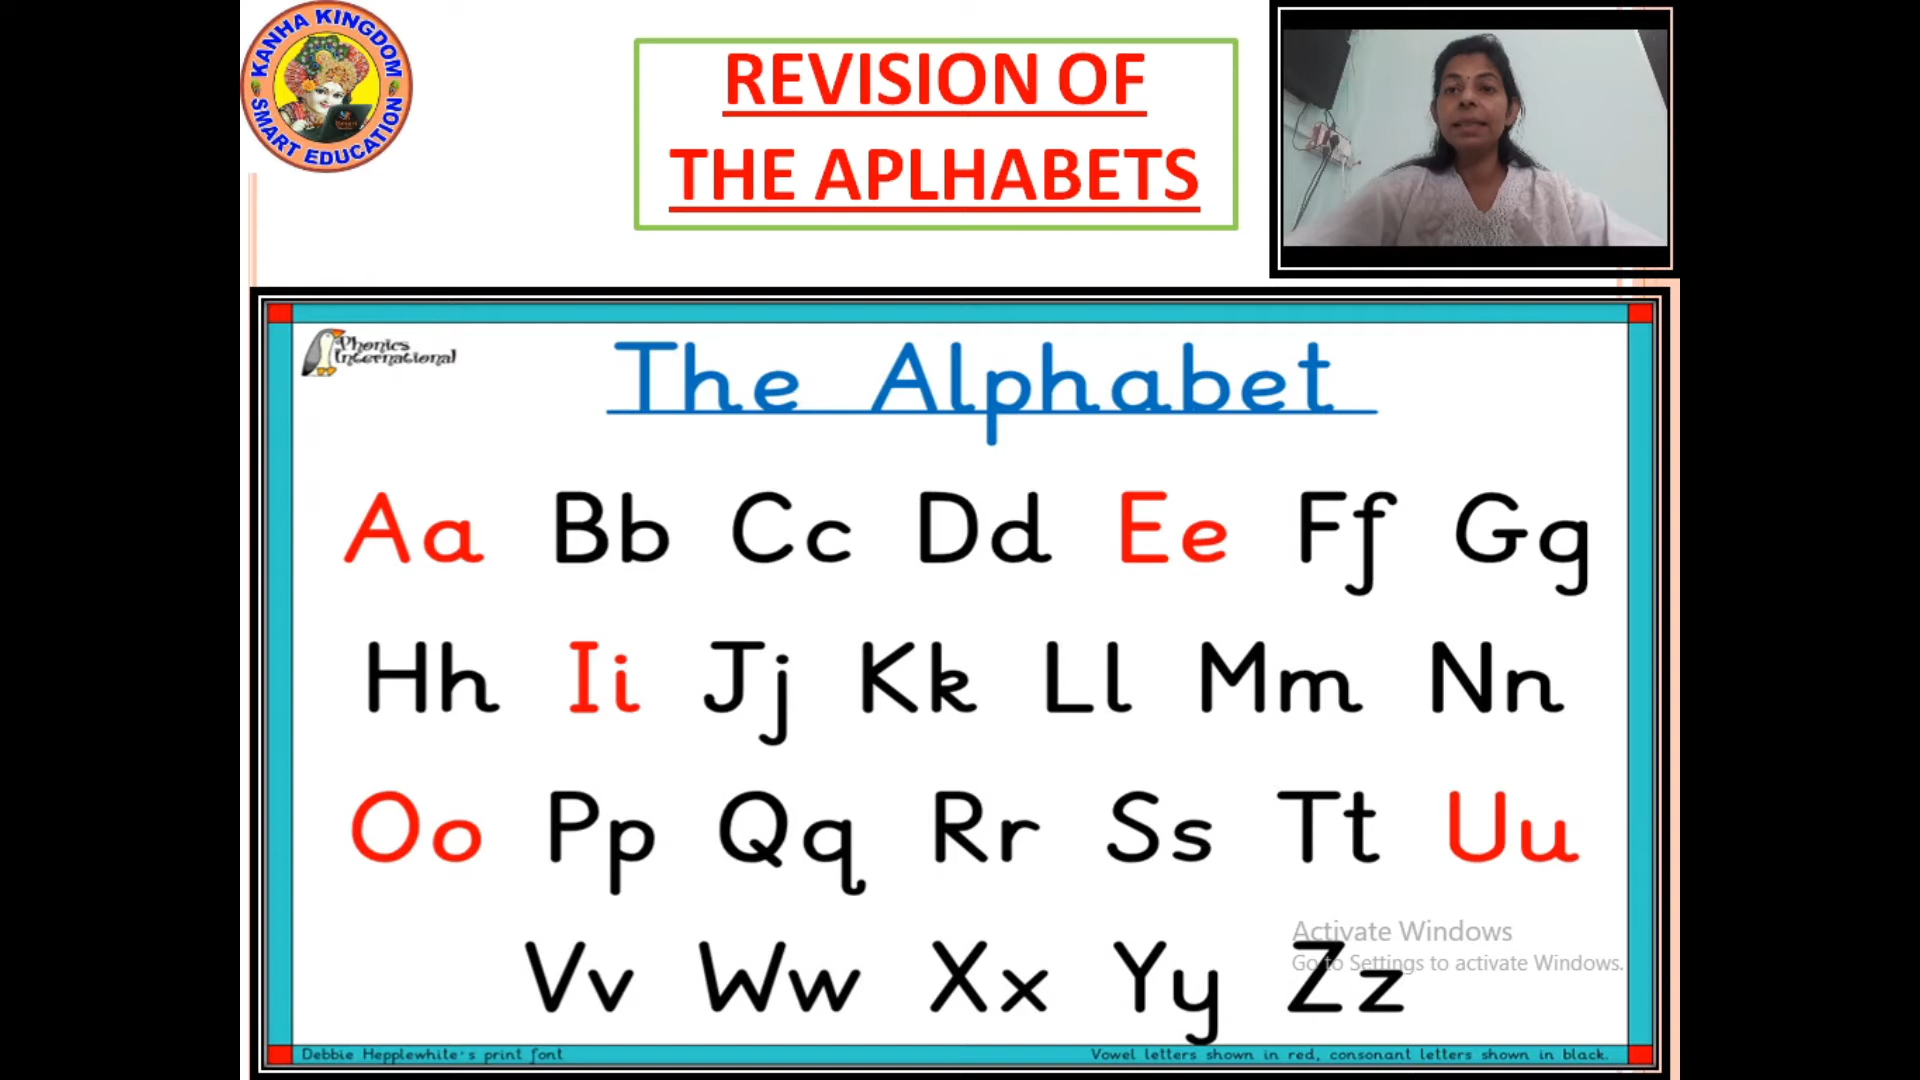 KANHA KINGDOM
SMART EDUCATION
REVISION OF
THE APLHABETS
Phonics
International
The Alphabet
Aa Bb Cc Dd Ee Ff Gg
Hh Ii Jj Kk Ll Mm Nn
Oo Pp Qq Rr Ss Tt Uu
Vv Ww Xx Yy Zz
Activate Windows
Go to Settings to activate Windows.
Debbie Hepplewhite's print font
Vowel letters shown in red, consonant letters shown in black.